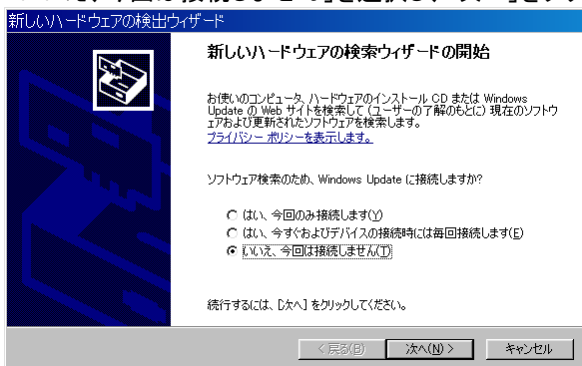 新しいハードウェアの検出ウィザード
新しいハードウェアの検索ウィザードの開始
お使いのコンピュータ、ハードウェアのインストール CD または Windows
Update の Web サイトを検索して (ユーザーの了解のもとに) 現在のソフトウ
ェアおよび更新されたソフトウェアを検索します。
プライバシー ポリシーを表示します。
ソフトウェア検索のため、Windows Update に接続しますか?
はい、今回のみ接続します(Y)
はい、今すぐおよびデバイスの接続時には毎回接続します(E)
いいえ、今回は接続しません(T)
続行するには、[次へ] をクリックしてください。
< 戻る(B)
次へ(N) >
キャンセル